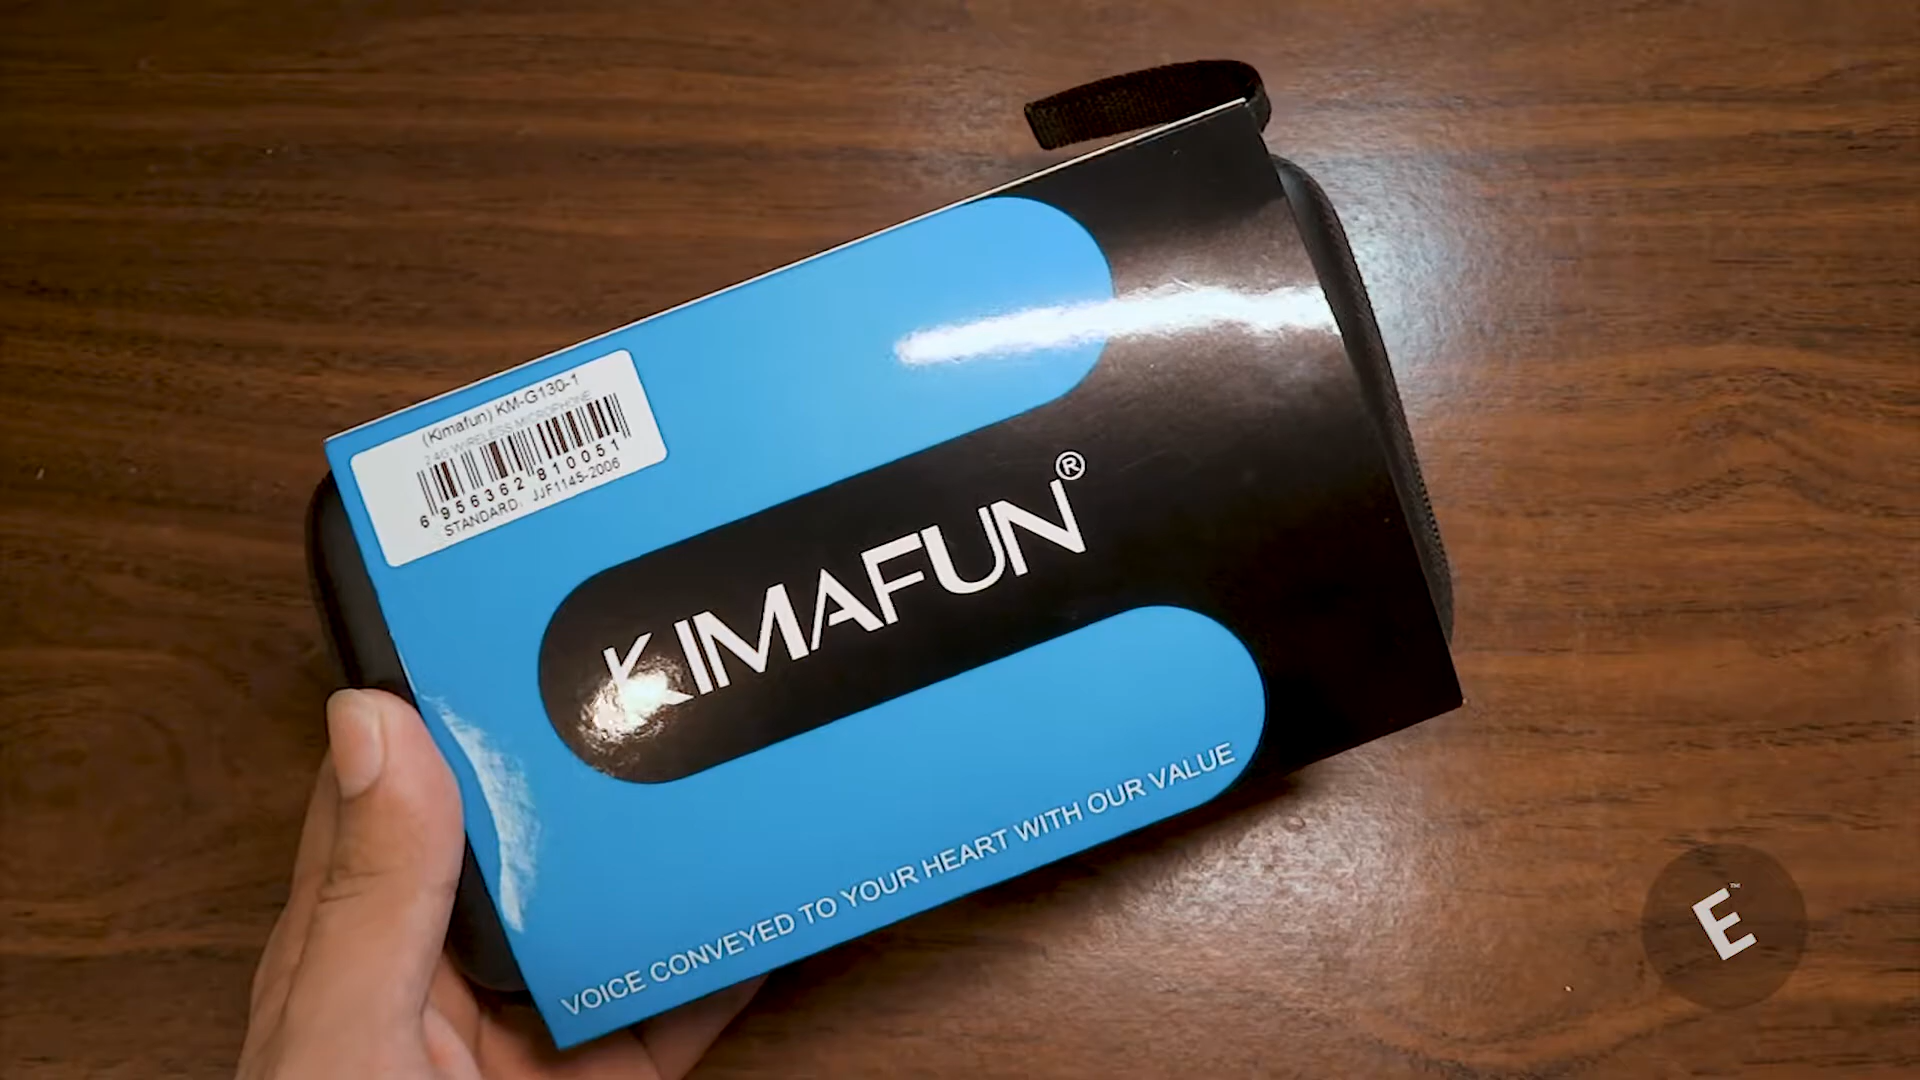 (Kimafun) KM-G130-1
2.4G WIRELESS MICROPHONE
6 956362 810051
STANDARD: JJF1145-2006
KIMAFUN®
VOICE CONVEYED TO YOUR HEART WITH OUR VALUE
E™